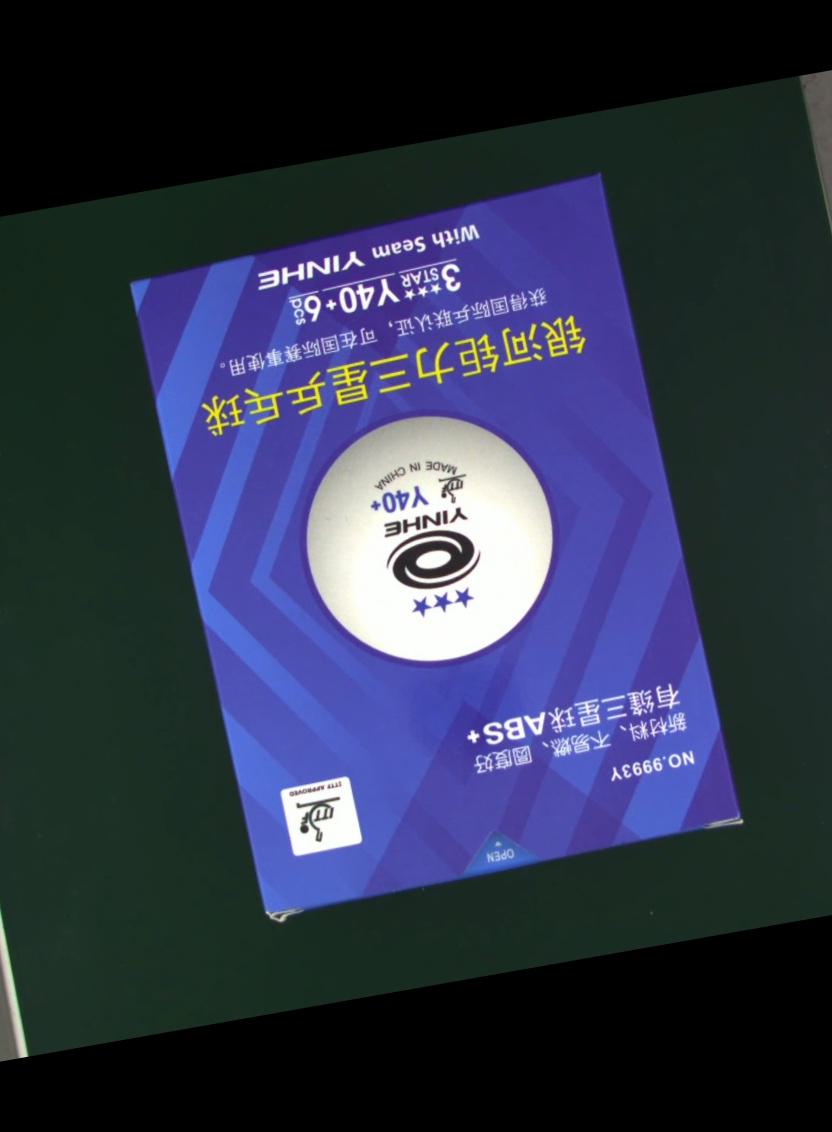 OPEN
NO.9993Y
新材料、不易燃、圆度好
有缝三星球ABS+
ITTF APPROVED
★★★
YINHE
Y40+
MADE IN CHINA
银河钜力三星乒乓球
获得国际乒联认证，可在国际赛事使用。
3 STAR ★★★ Y40+ 6 PCS
With Seam YINHE